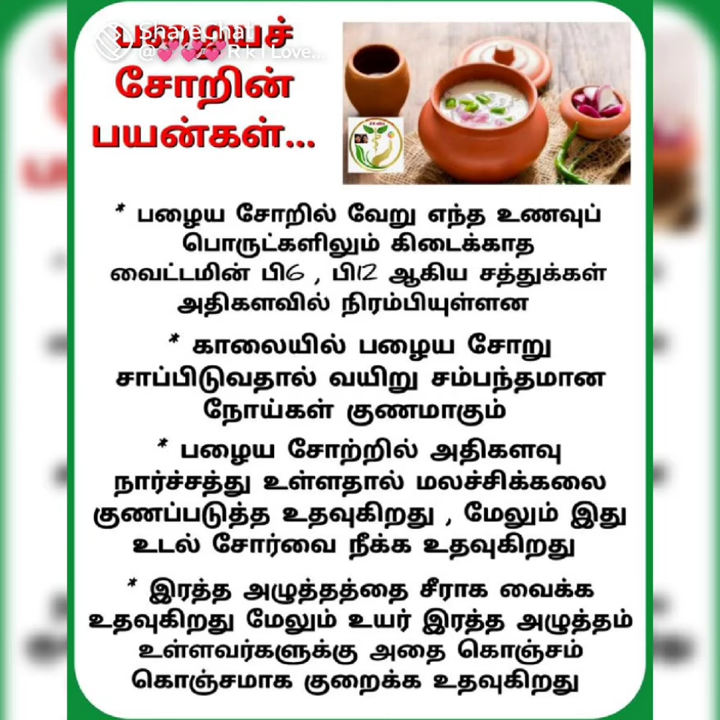 ShareChat
பழையச்
சோறின்
பயன்கள்...
* பழைய சோறில் வேறு எந்த உணவுப்
பொருட்களிலும் கிடைக்காத
வைட்டமின் பி6 , பி12 ஆகிய சத்துக்கள்
அதிகளவில் நிரம்பியுள்ளன
* காலையில் பழைய சோறு
சாப்பிடுவதால் வயிறு சம்பந்தமான
நோய்கள் குணமாகும்
* பழைய சோற்றில் அதிகளவு
நார்ச்சத்து உள்ளதால் மலச்சிக்கலை
குணப்படுத்த உதவுகிறது , மேலும் இது
உடல் சோர்வை நீக்க உதவுகிறது
* இரத்த அழுத்தத்தை சீராக வைக்க
உதவுகிறது மேலும் உயர் இரத்த அழுத்தம்
உள்ளவர்களுக்கு அதை கொஞ்சம்
கொஞ்சமாக குறைக்க உதவுகிறது